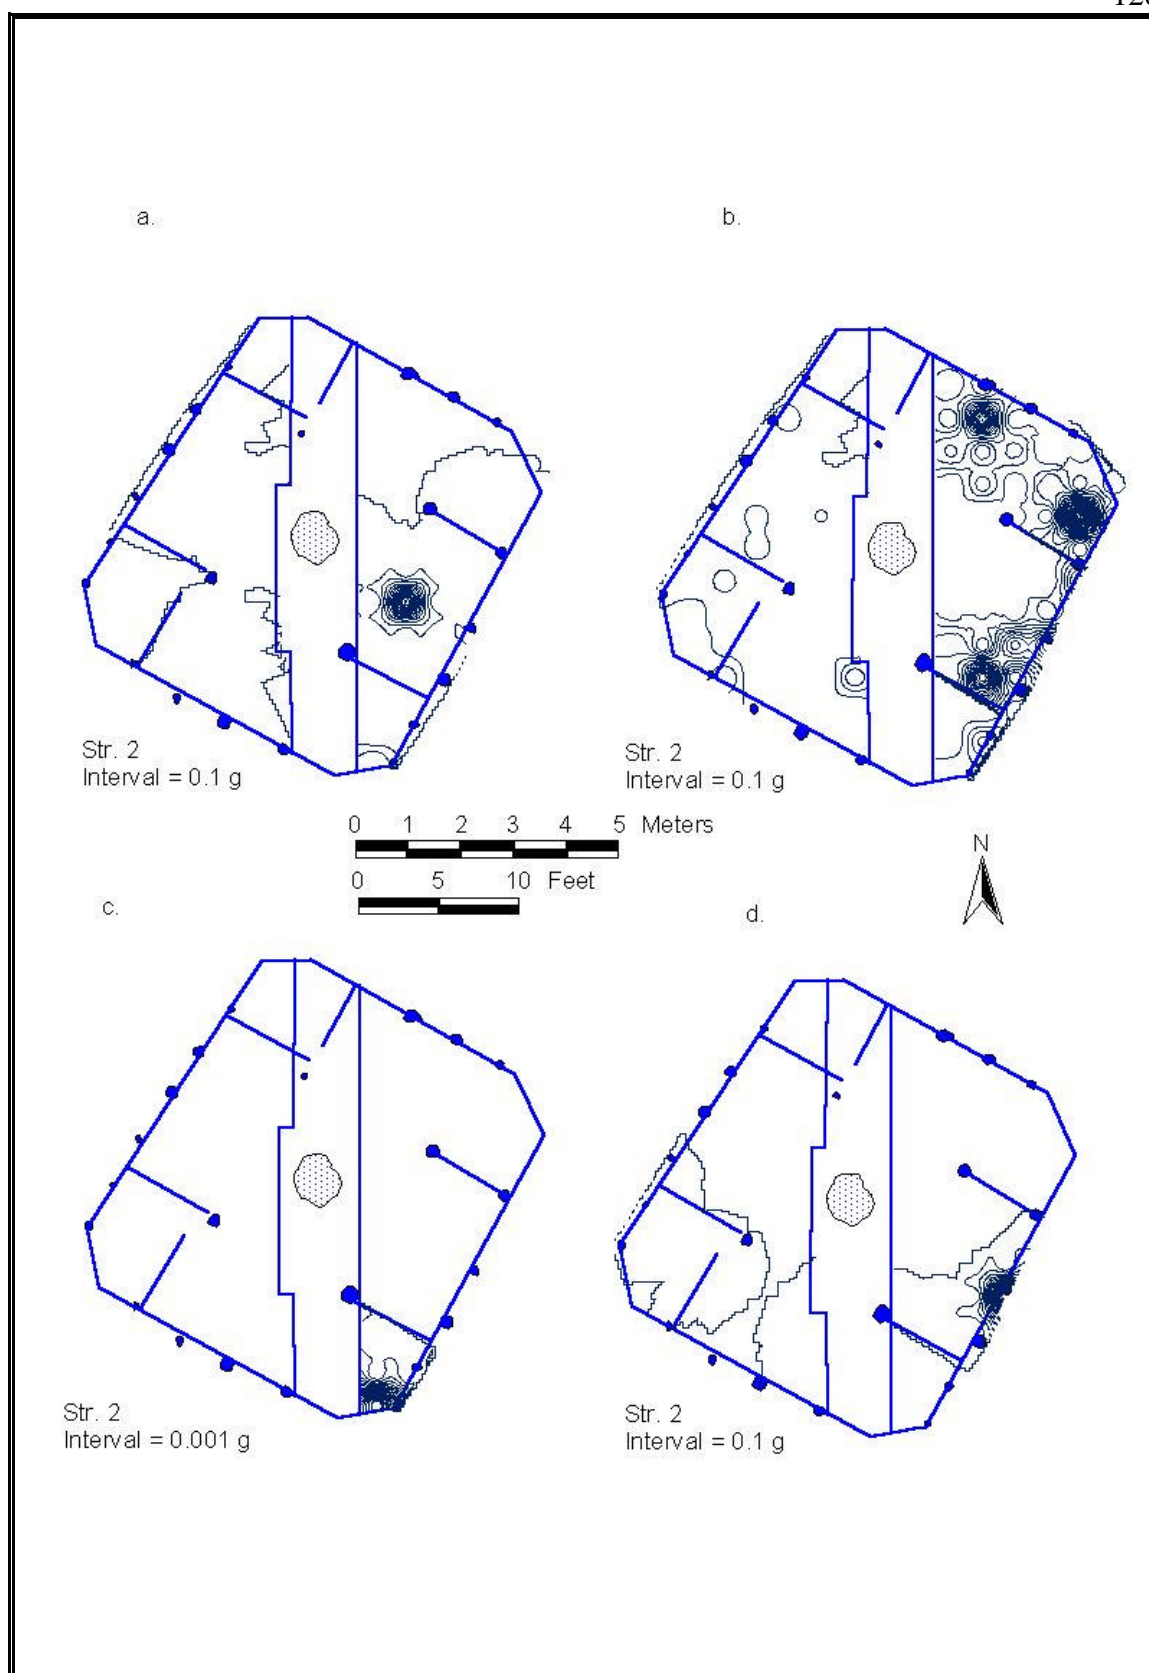 a.
b.
Str. 2
Interval = 0.1 g
Str. 2
Interval = 0.1 g
0 1 2 3 4 5 Meters
0 5 10 Feet
N
c.
d.
Str. 2
Interval = 0.001 g
Str. 2
Interval = 0.1 g